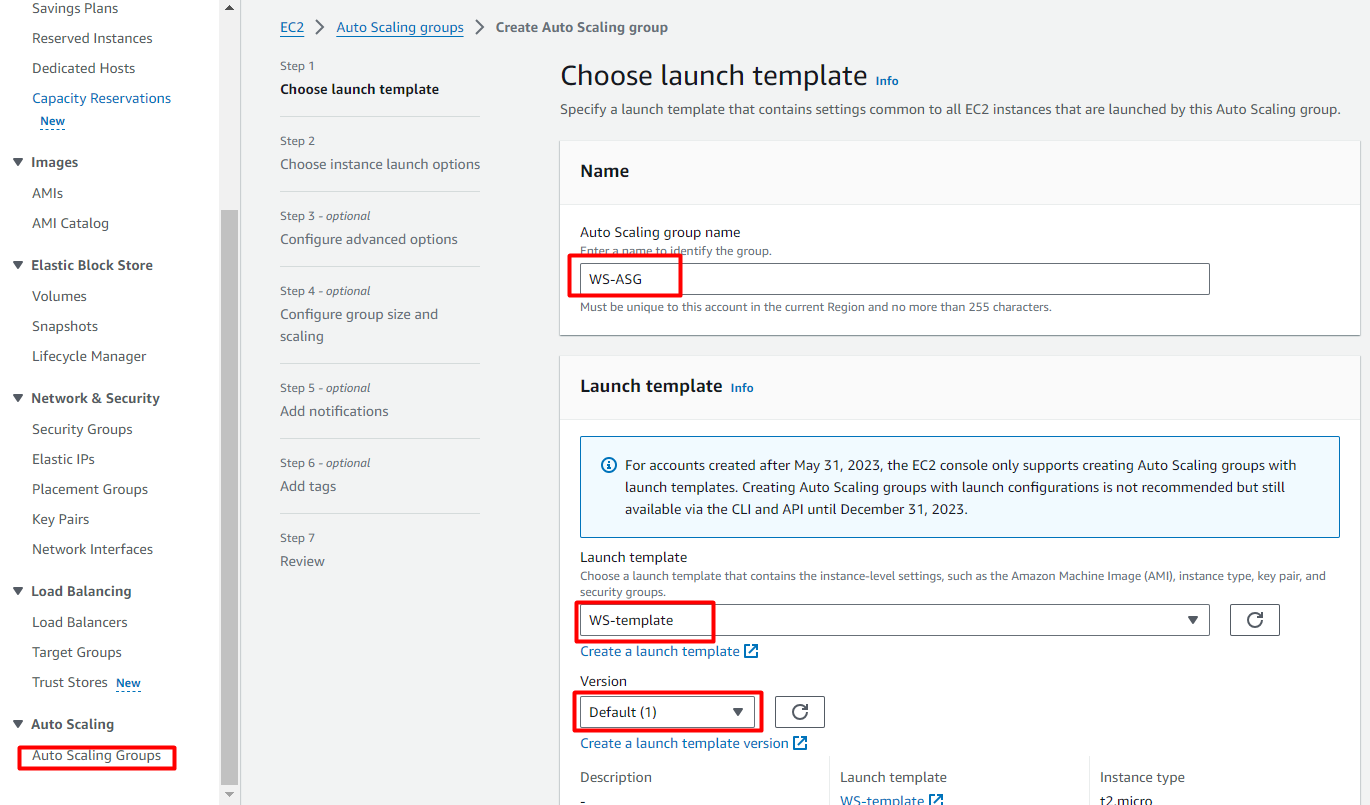 Savings Plans
Reserved Instances
Dedicated Hosts
Capacity Reservations
New
Images
AMIs
AMI Catalog
Elastic Block Store
Volumes
Snapshots
Lifecycle Manager
Network & Security
Security Groups
Elastic IPs
Placement Groups
Key Pairs
Network Interfaces
Load Balancing
Load Balancers
Target Groups
Trust Stores New
Auto Scaling
Auto Scaling Groups
EC2 > Auto Scaling groups > Create Auto Scaling group
Step 1
Choose launch template
Step 2
Choose instance launch options
Step 3 - optional
Configure advanced options
Step 4 - optional
Configure group size and
scaling
Step 5 - optional
Add notifications
Step 6 - optional
Add tags
Step 7
Review
Choose launch template Info
Specify a launch template that contains settings common to all EC2 instances that are launched by this Auto Scaling group.
Name
Auto Scaling group name
Enter a name to identify the group.
WS-ASG
Must be unique to this account in the current Region and no more than 255 characters.
Launch template Info
For accounts created after May 31, 2023, the EC2 console only supports creating Auto Scaling groups with
launch templates. Creating Auto Scaling groups with launch configurations is not recommended but still
available via the CLI and API until December 31, 2023.
Launch template
Choose a launch template that contains the instance-level settings, such as the Amazon Machine Image (AMI), instance type, key pair, and
security groups.
WS-template
Create a launch template
Version
Default (1)
Create a launch template version
Description
-
Launch template
WS-template
Instance type
t2.micro